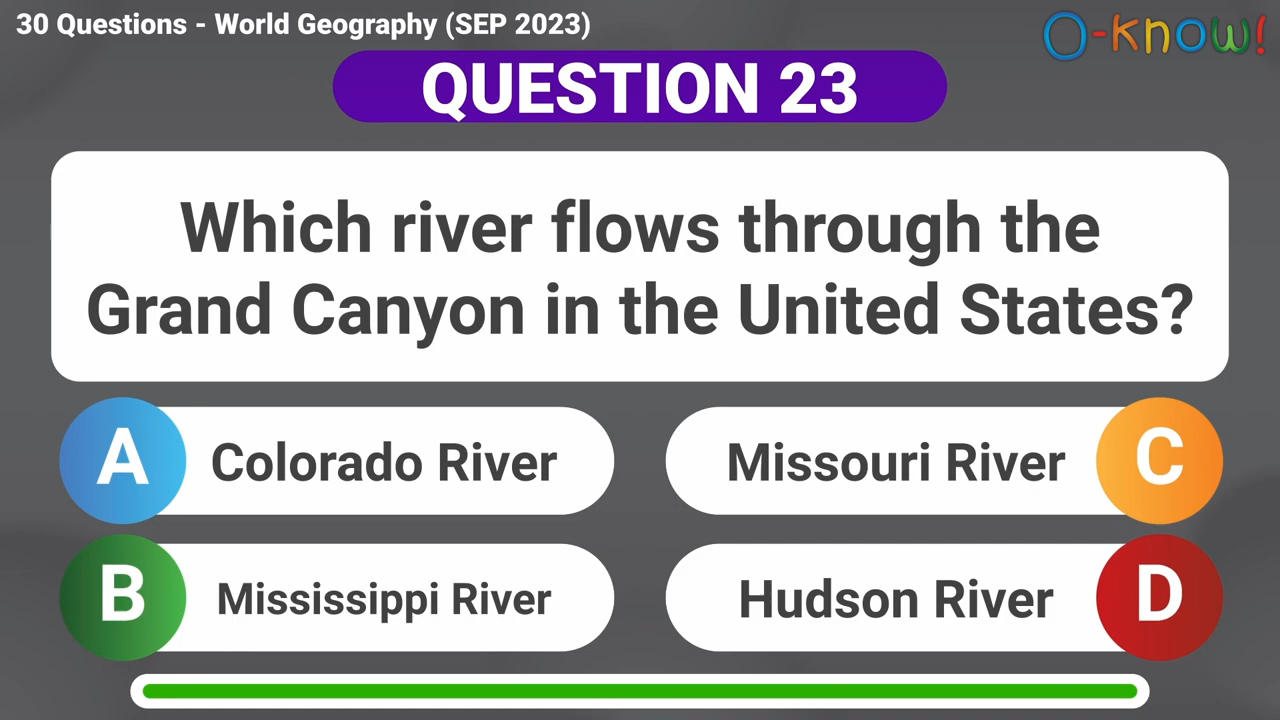 30 Questions - World Geography (SEP 2023)
O-know!
QUESTION 23
Which river flows through the
Grand Canyon in the United States?
A Colorado River
Missouri River C
B Mississippi River
Hudson River D